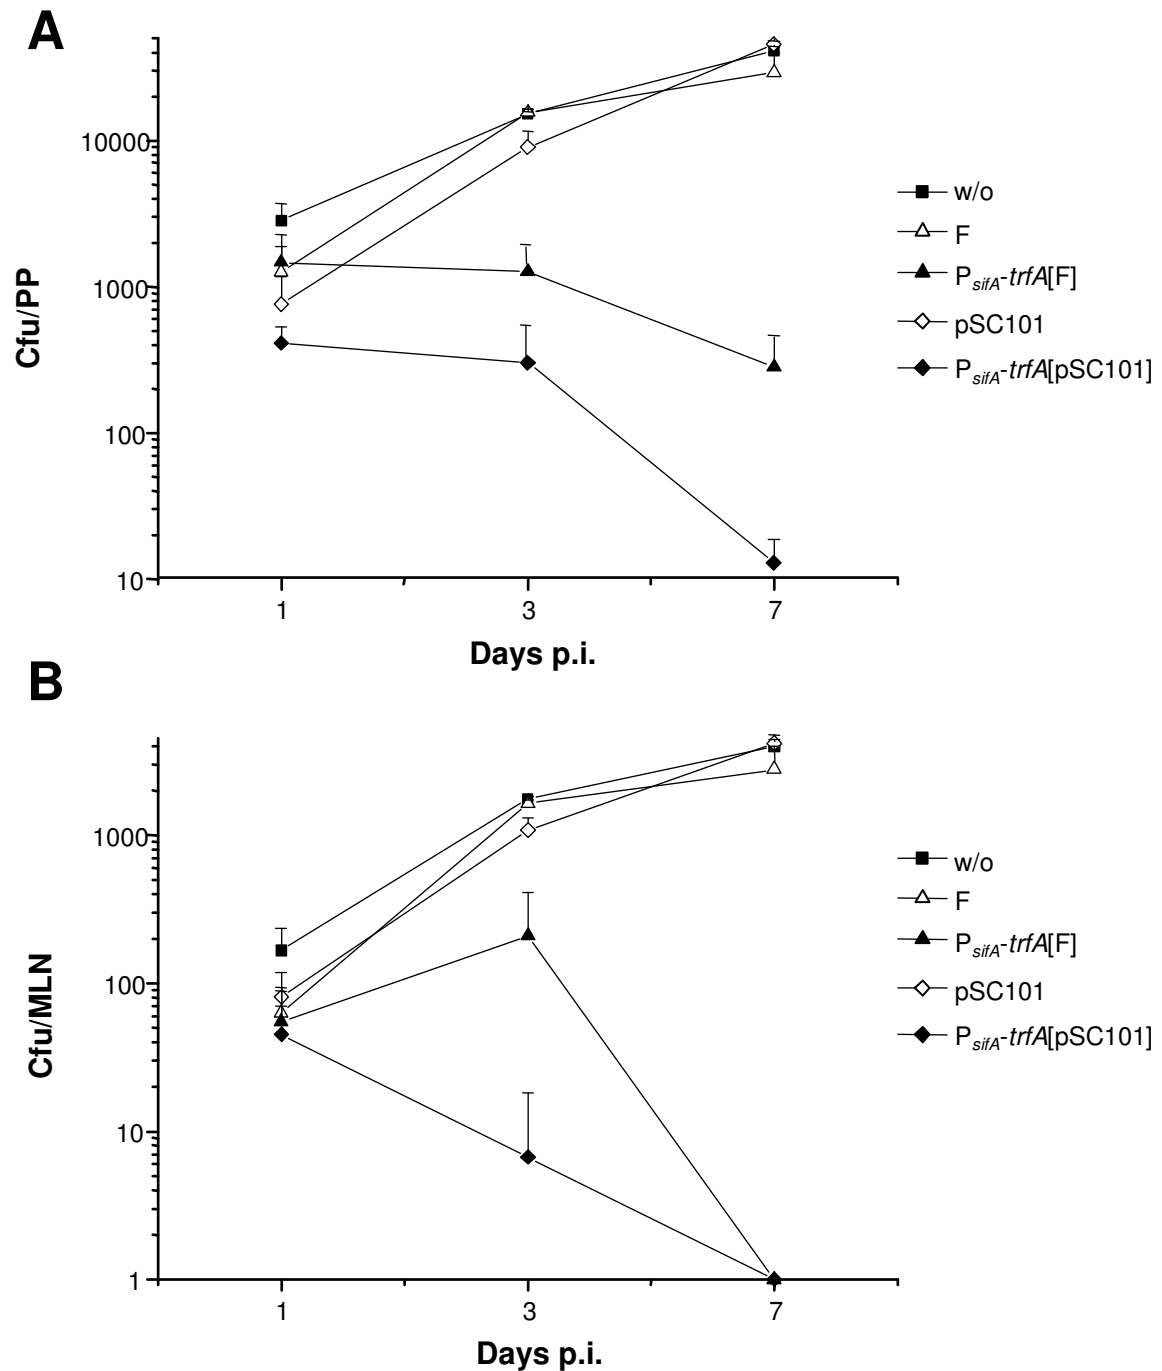 A
Cfu/PP
10000
1000
100
10
1 3 7
Days p.i.
w/o
F
PsifA-trfA[F]
pSC101
PsifA-trfA[pSC101]
B
Cfu/MLN
1000
100
10
1
1 3 7
Days p.i.
w/o
F
PsifA-trfA[F]
pSC101
PsifA-trfA[pSC101]